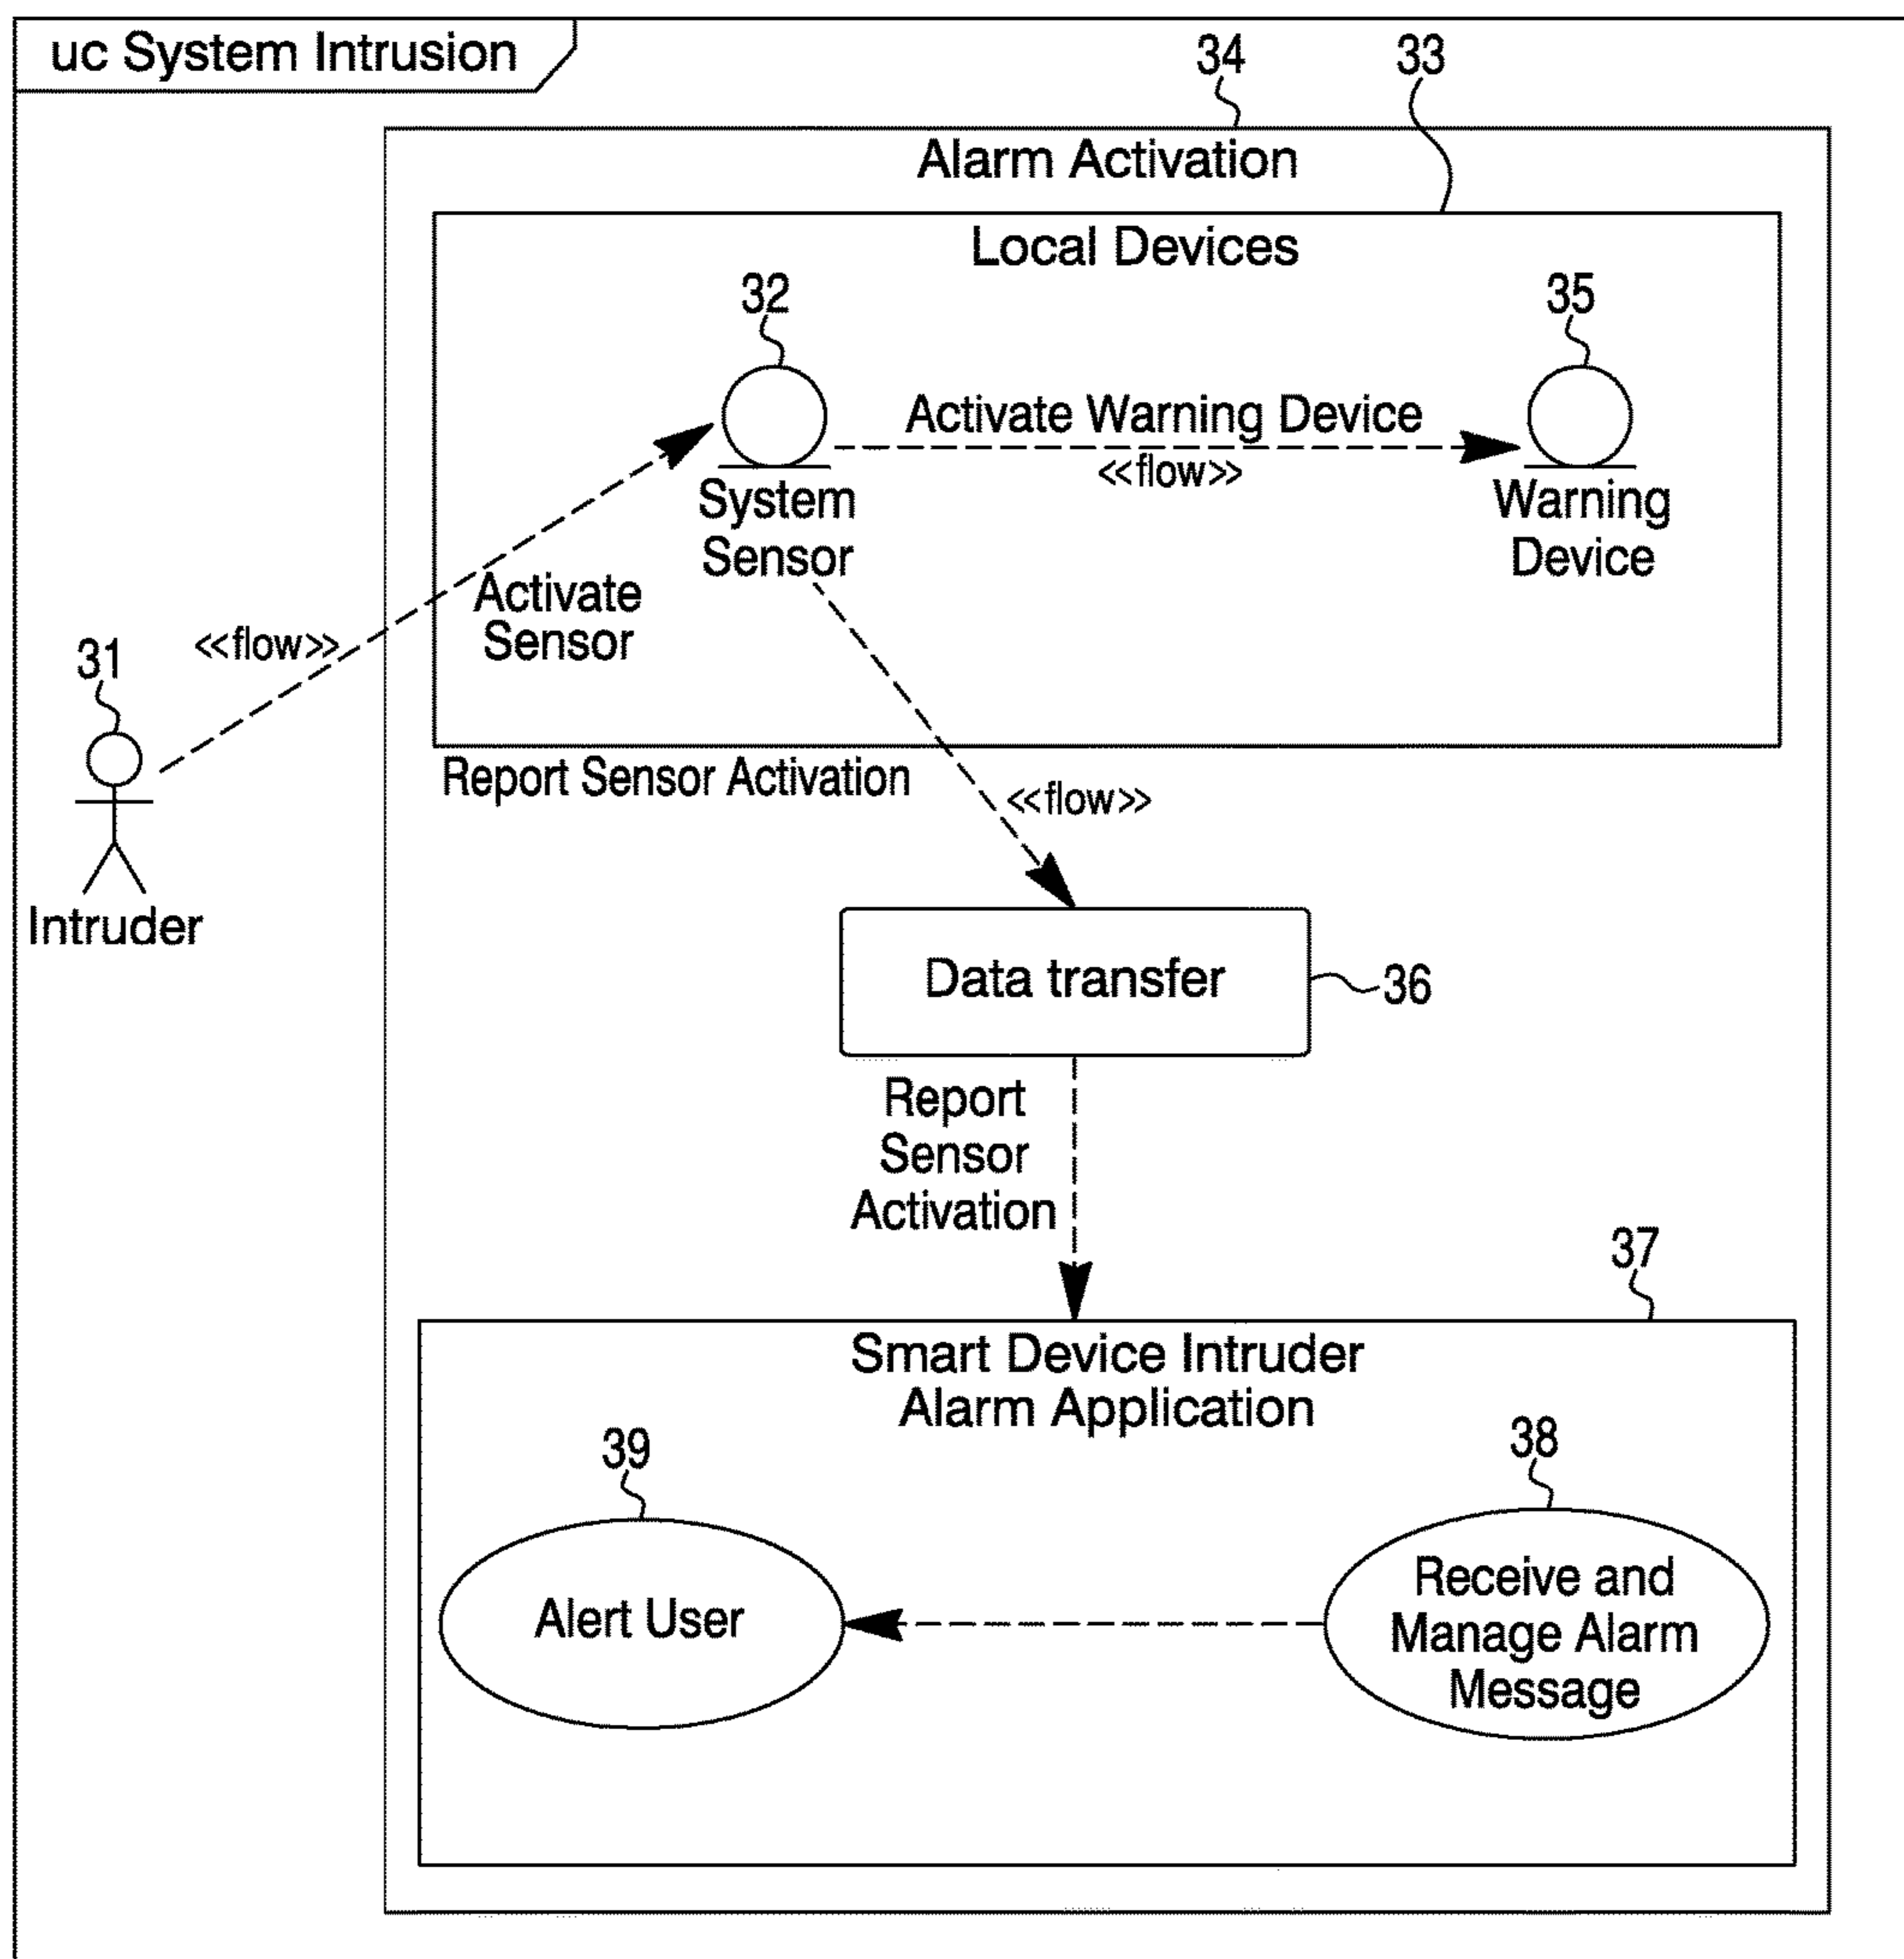 uc System Intrusion
34
33
Alarm Activation
Local Devices
32
35
Activate Warning Device
<<flow>>
System
Sensor
Warning
Device
Activate
Sensor
<<flow>>
31
Intruder
Report Sensor Activation
<<flow>>
Data transfer
36
Report
Sensor
Activation
37
Smart Device Intruder
Alarm Application
39
38
Alert User
Receive and
Manage Alarm
Message